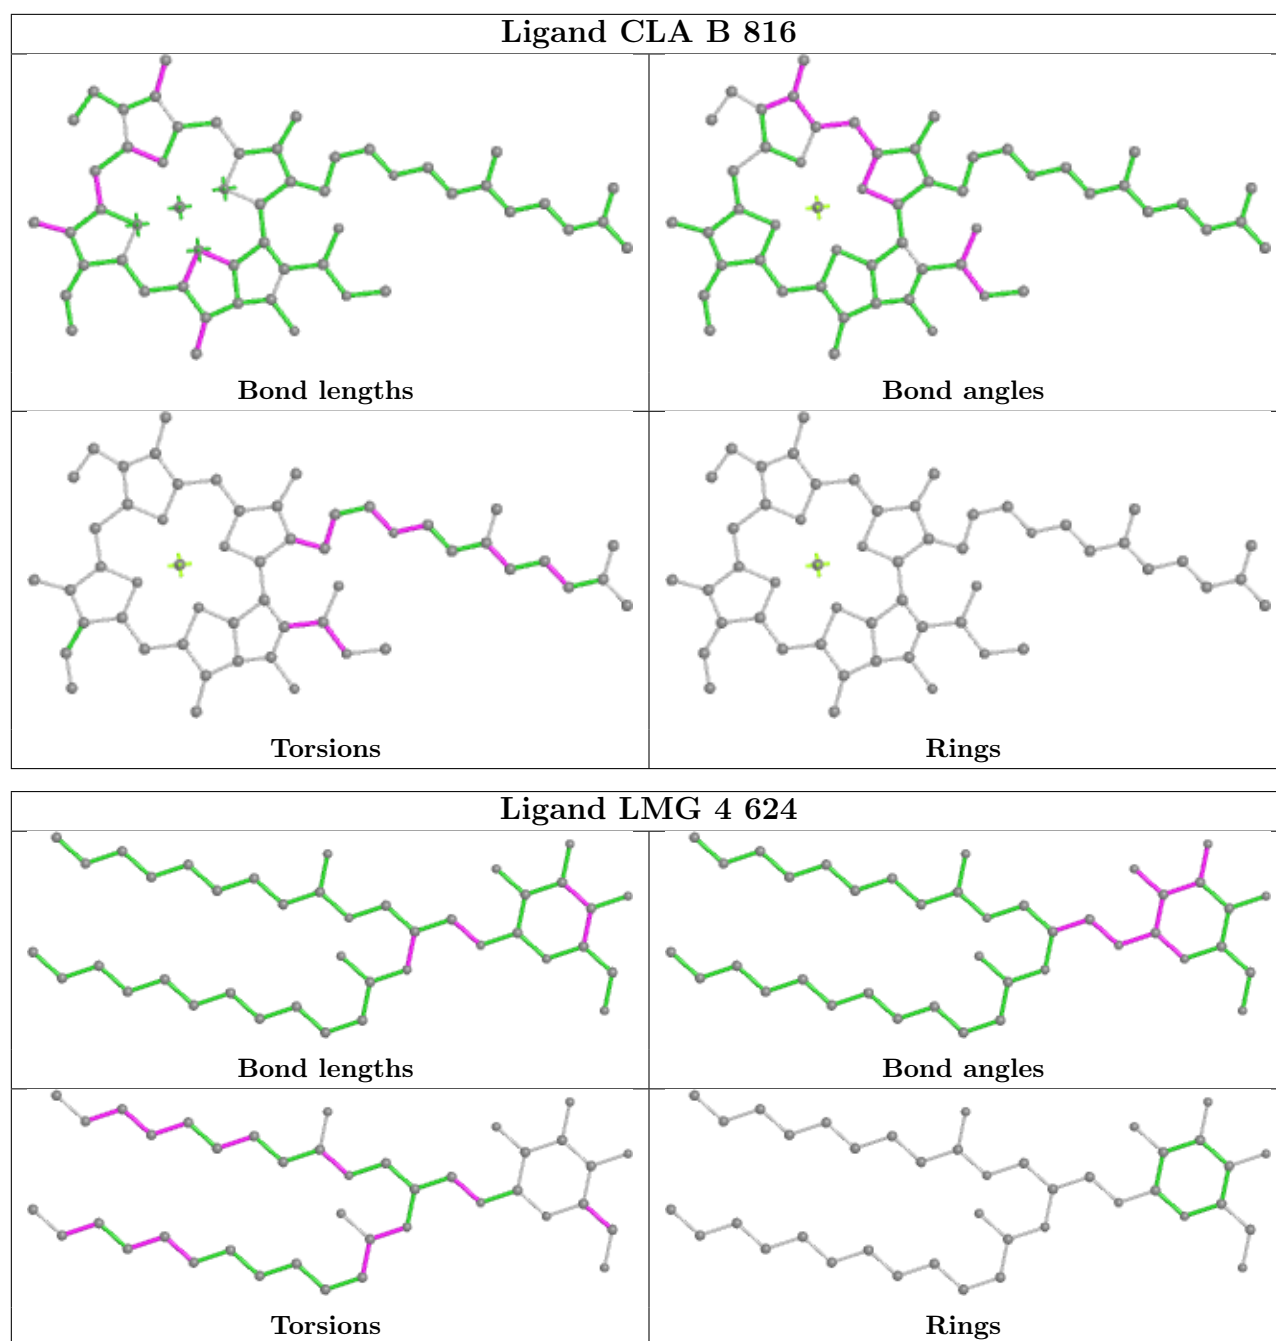 Ligand CLA B 816
Bond lengths
Bond angles
Torsions
Rings
Ligand LMG 4 624
Bond lengths
Bond angles
Torsions
Rings